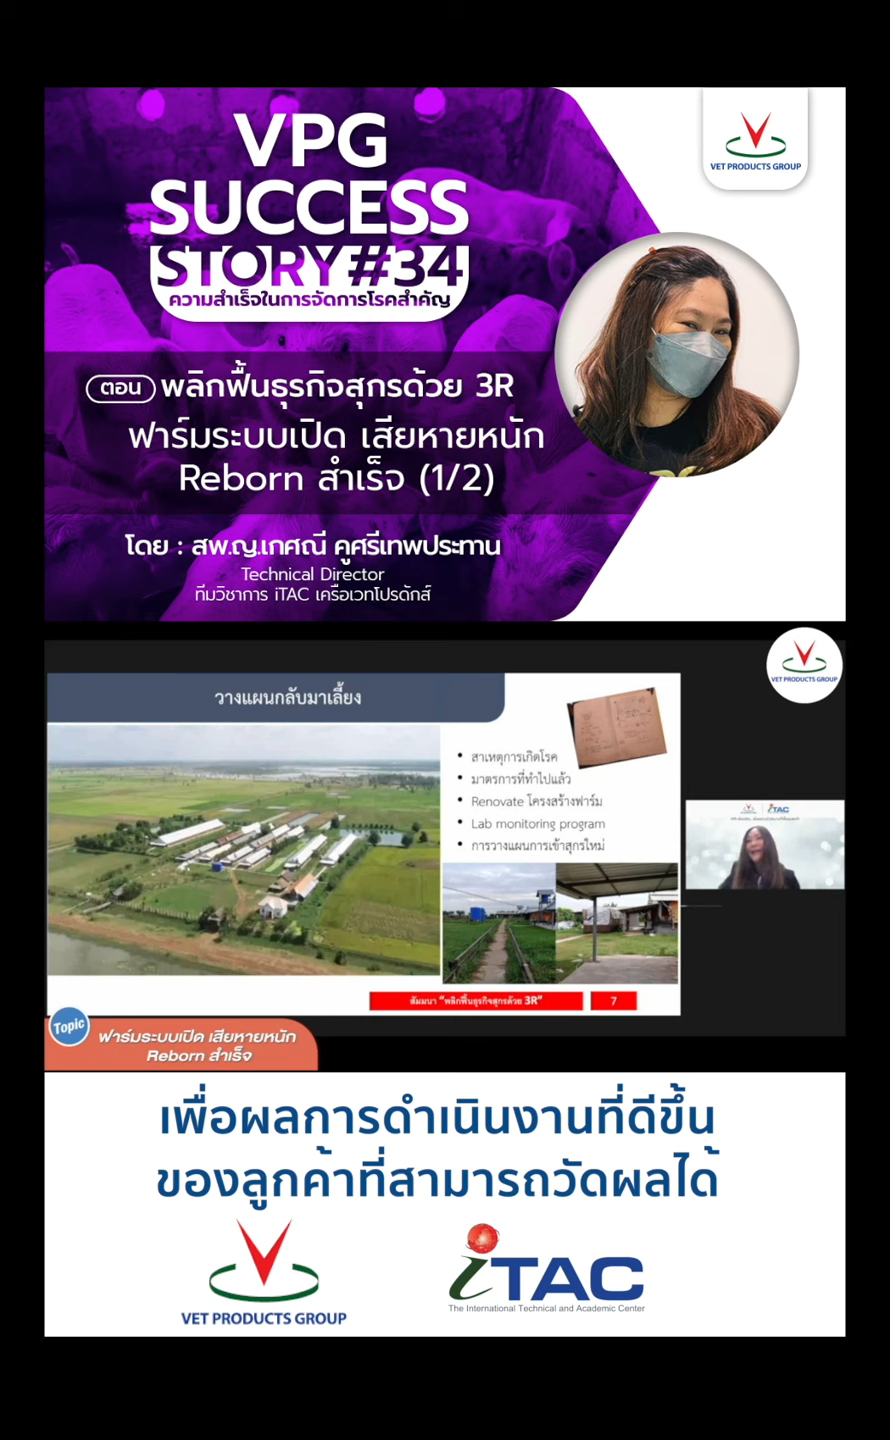 VPG
SUCCESS
STORY#34
ความสำเร็จในการจัดการโรคสำคัญ
VET PRODUCTS GROUP
ตอน พลิกฟื้นธุรกิจสุกรด้วย 3R
ฟาร์มระบบเปิด เสียหายหนัก
Reborn สำเร็จ (1/2)
โดย : สพ.ญ.เกศณี คูศรีเทพประทาน
Technical Director
ทีมวิชาการ iTAC เครือเวทโปรดักส์
VET PRODUCTS GROUP
วางแผนกลับมาเลี้ยง
• สาเหตุการเกิดโรค
• มาตรการที่ทำไปแล้ว
• Renovate โครงสร้างฟาร์ม
• Lab monitoring program
• การวางแผนการเข้าสุกรใหม่
iTAC
สัมมนา "พลิกฟื้นธุรกิจสุกรด้วย 3R"
7
Topic
ฟาร์มระบบเปิด เสียหายหนัก
Reborn สำเร็จ
เพื่อผลการดำเนินงานที่ดีขึ้น
ของลูกค้าที่สามารถวัดผลได้
VET PRODUCTS GROUP
iTAC
The International Technical and Academic Center